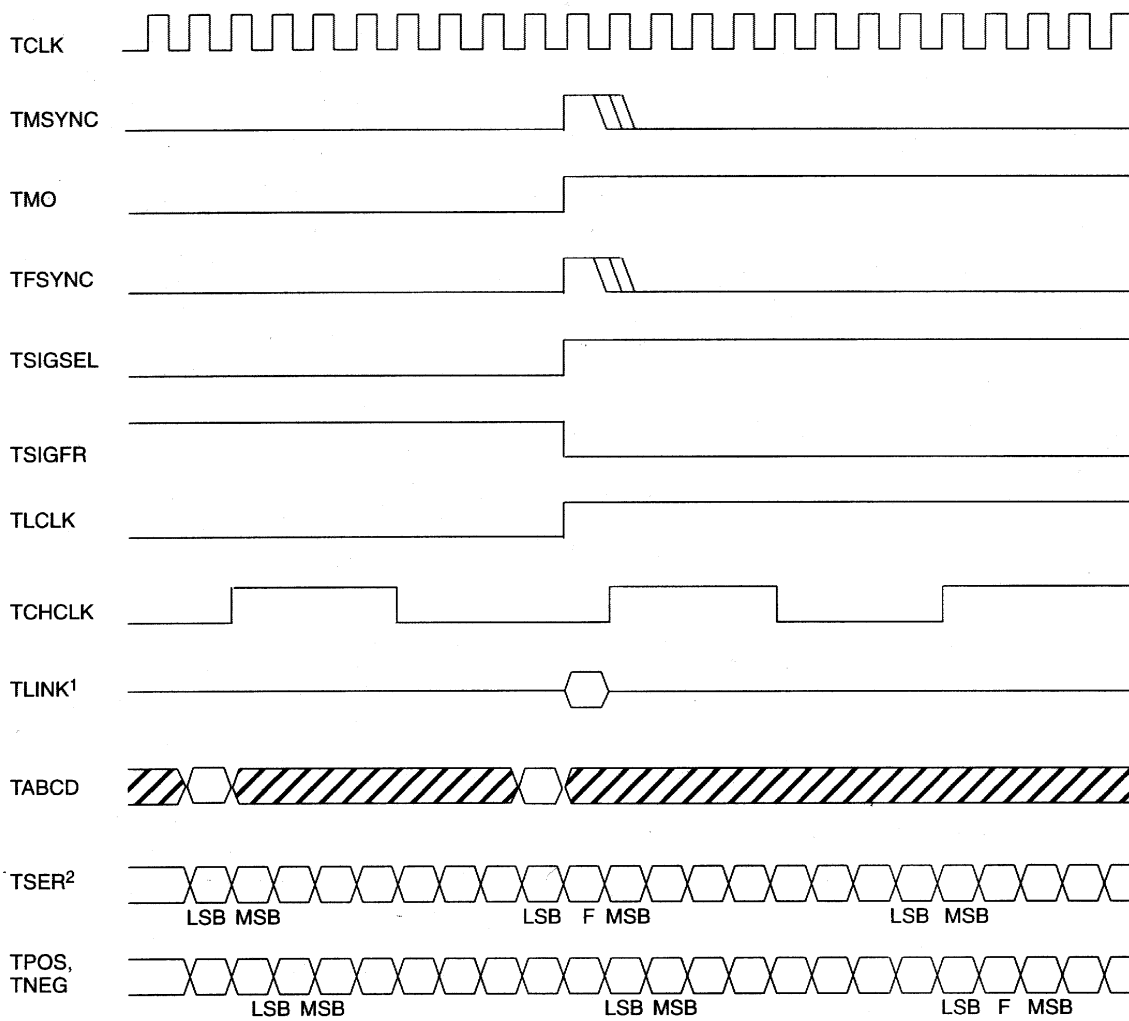 TCLK
TMSYNC
TMO
TFSYNC
TSIGSEL
TSIGFR
TLCLK
TCHCLK
TLINK¹
TABCD
TSER²
LSB MSB LSB F MSB LSB MSB
TPOS,
TNEG
LSB MSB LSB MSB LSB F MSB